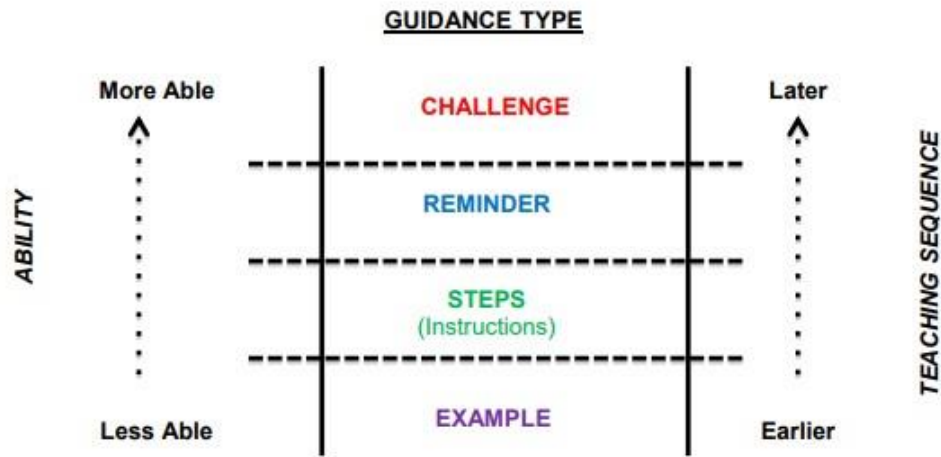 GUIDANCE TYPE
More Able
CHALLENGE
Later
ABILITY
REMINDER
TEACHING SEQUENCE
STEPS
(Instructions)
Less Able
EXAMPLE
Earlier